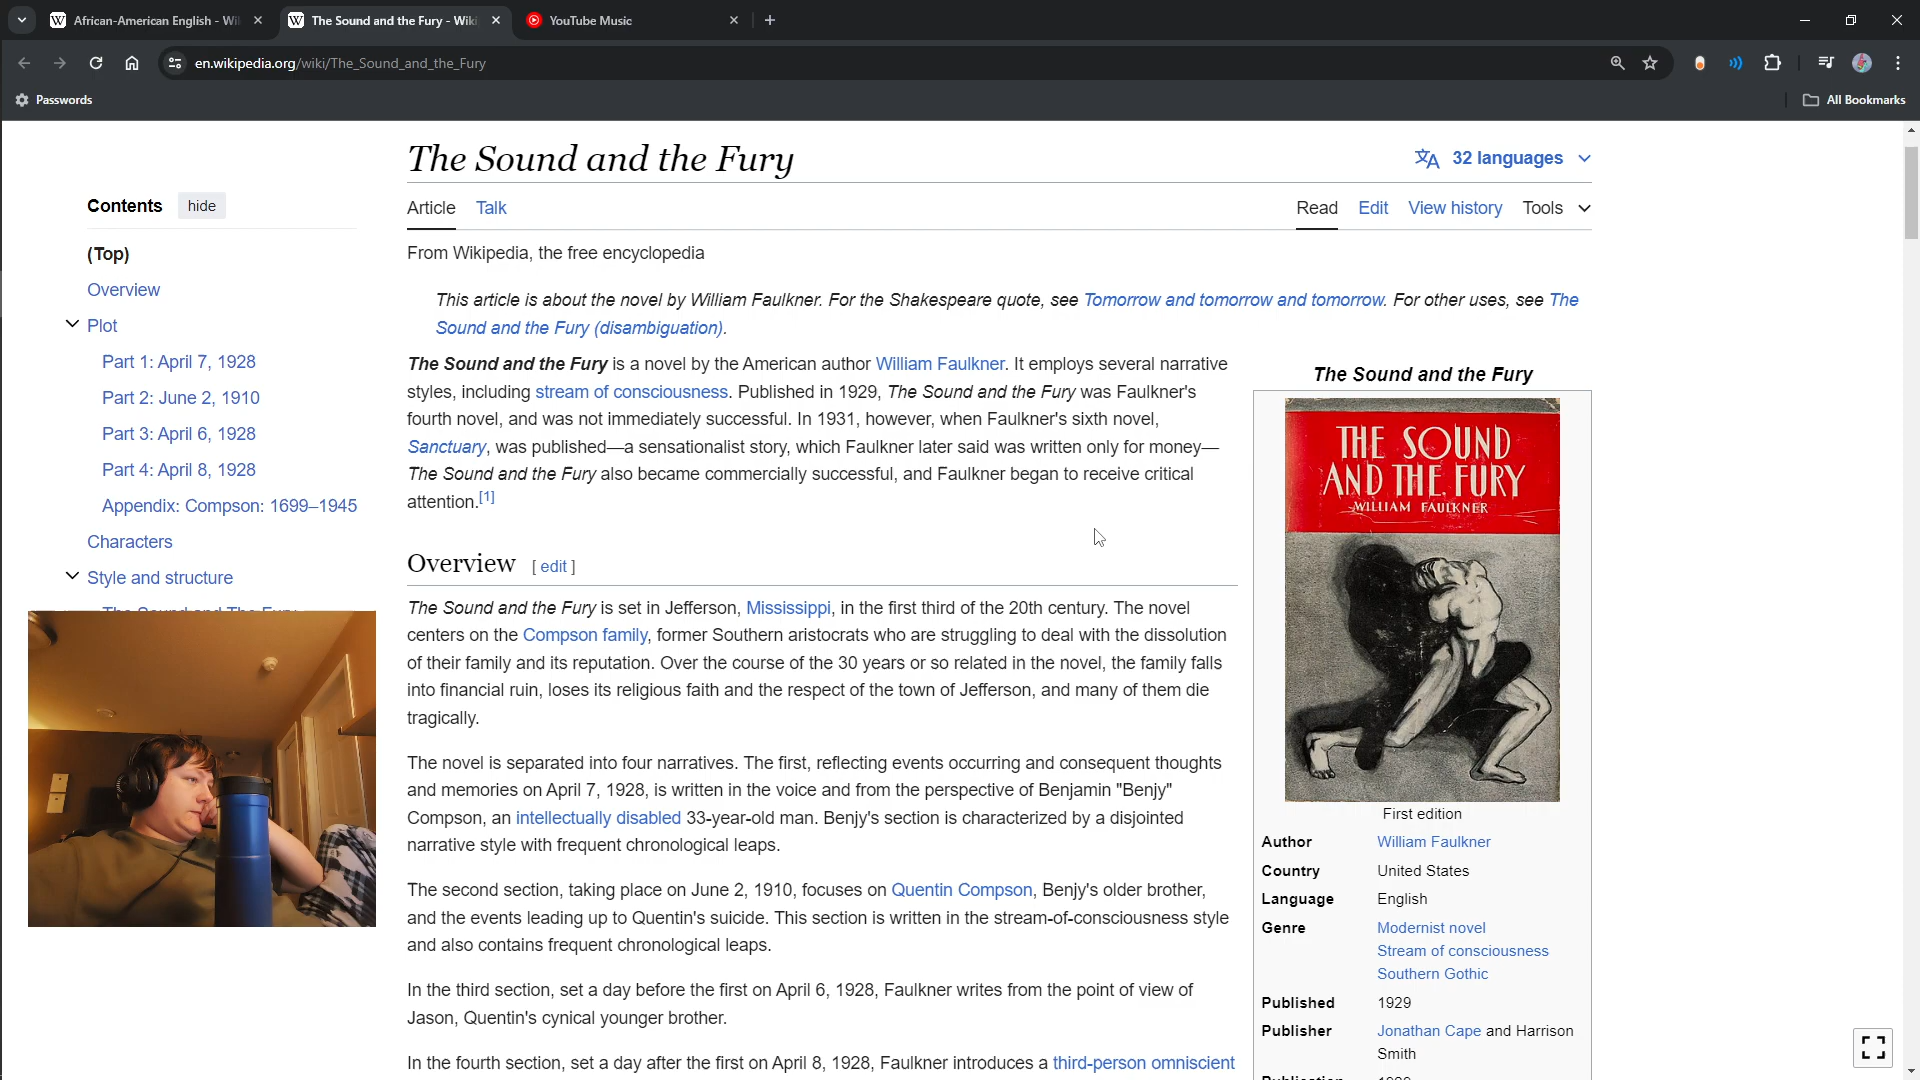 African-American English - Wi
The Sound and the Fury - Wiki
YouTube Music
en.wikipedia.org/wiki/The_Sound_and_the_Fury
Passwords
All Bookmarks
The Sound and the Fury
32 languages
Contents
hide
(Top)
Overview
Plot
Part 1: April 7, 1928
Part 2: June 2, 1910
Part 3: April 6, 1928
Part 4: April 8, 1928
Appendix: Compson: 1699–1945
Characters
Style and structure
The Sound and The Fury
Article
Talk
Read
Edit
View history
Tools
From Wikipedia, the free encyclopedia
This article is about the novel by William Faulkner. For the Shakespeare quote, see Tomorrow and tomorrow and tomorrow. For other uses, see The
Sound and the Fury (disambiguation).
The Sound and the Fury is a novel by the American author William Faulkner. It employs several narrative
styles, including stream of consciousness. Published in 1929, The Sound and the Fury was Faulkner's
fourth novel, and was not immediately successful. In 1931, however, when Faulkner's sixth novel,
Sanctuary, was published—a sensationalist story, which Faulkner later said was written only for money—
The Sound and the Fury also became commercially successful, and Faulkner began to receive critical
attention.[1]
Overview [ edit ]
The Sound and the Fury is set in Jefferson, Mississippi, in the first third of the 20th century. The novel
centers on the Compson family, former Southern aristocrats who are struggling to deal with the dissolution
of their family and its reputation. Over the course of the 30 years or so related in the novel, the family falls
into financial ruin, loses its religious faith and the respect of the town of Jefferson, and many of them die
tragically.
The novel is separated into four narratives. The first, reflecting events occurring and consequent thoughts
and memories on April 7, 1928, is written in the voice and from the perspective of Benjamin "Benjy"
Compson, an intellectually disabled 33-year-old man. Benjy's section is characterized by a disjointed
narrative style with frequent chronological leaps.
The second section, taking place on June 2, 1910, focuses on Quentin Compson, Benjy's older brother,
and the events leading up to Quentin's suicide. This section is written in the stream-of-consciousness style
and also contains frequent chronological leaps.
In the third section, set a day before the first on April 6, 1928, Faulkner writes from the point of view of
Jason, Quentin's cynical younger brother.
In the fourth section, set a day after the first on April 8, 1928, Faulkner introduces a third-person omniscient
The Sound and the Fury
THE SOUND
AND THE FURY
WILLIAM FAULKNER
First edition
Author William Faulkner
Country United States
Language English
Genre Modernist novel
Stream of consciousness
Southern Gothic
Published 1929
Publisher Jonathan Cape and Harrison
Smith